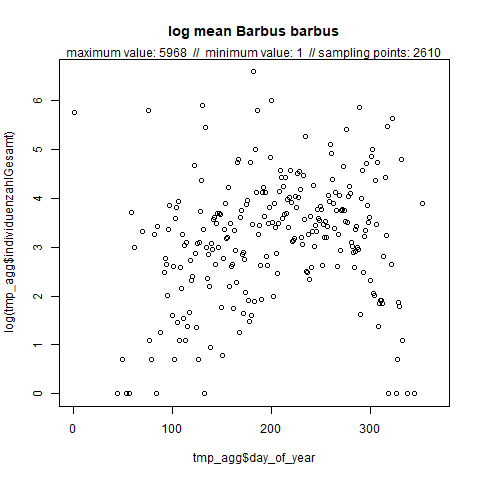 log mean Barbus barbus
maximum value: 5968 // minimum value: 1 // sampling points: 2610
log(tmp_agg$individuenzahlGesamt)
6
5
4
3
2
1
0
0 100 200 300
tmp_agg$day_of_year